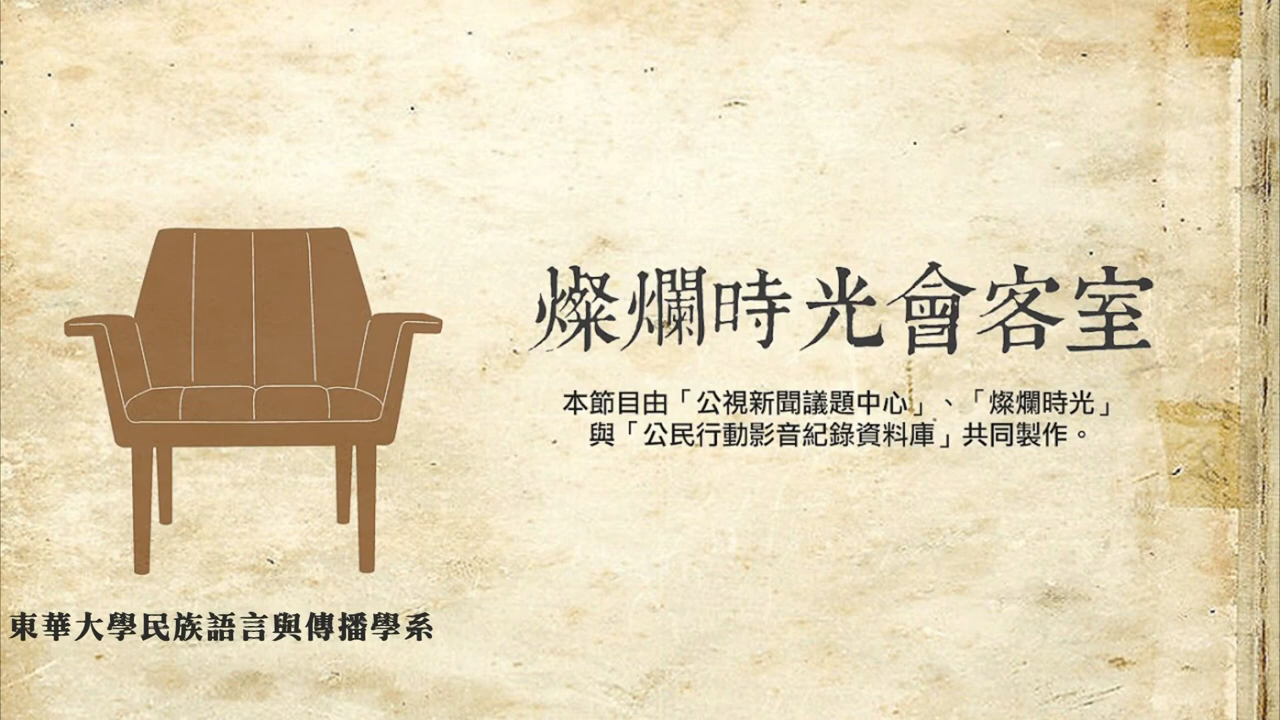 燦爛時光會客室
本節目由「公視新聞議題中心」、「燦爛時光」
與「公民行動影音紀錄資料庫」共同製作。
東華大學民族語言與傳播學系